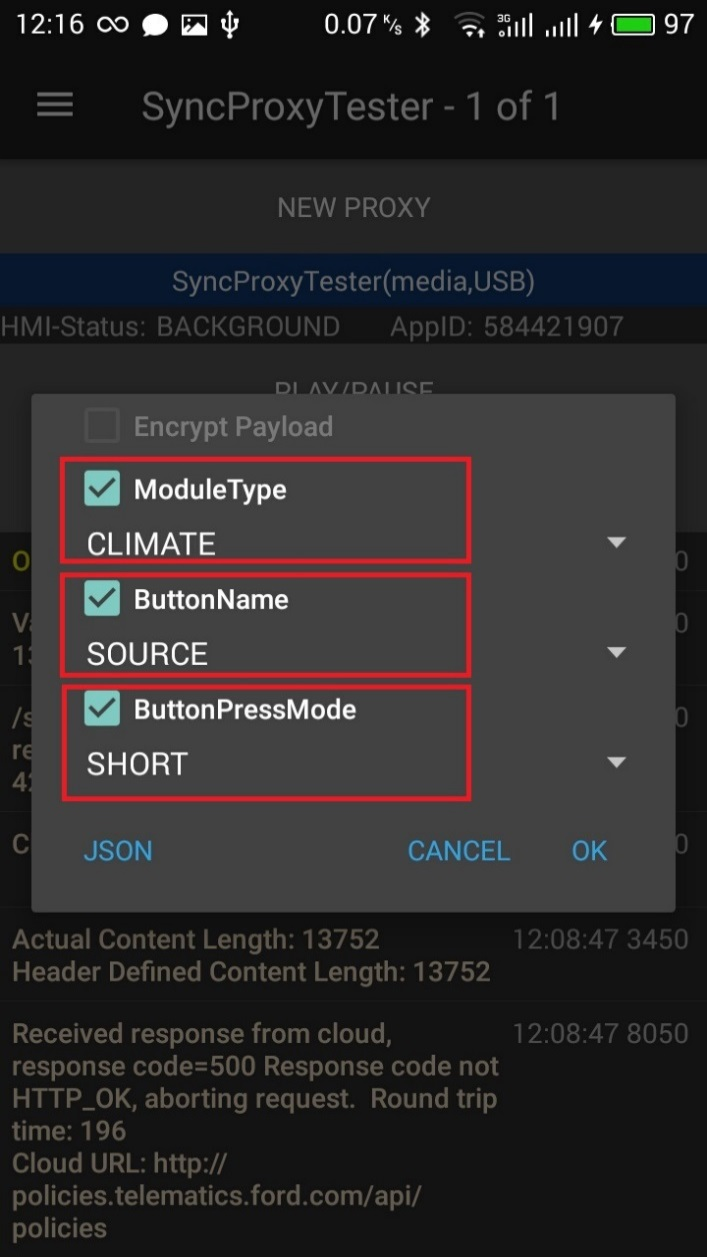 12:16 0.07 K/s 3G 97
SyncProxyTester - 1 of 1
NEW PROXY
SyncProxyTester(media,USB)
HMI-Status: BACKGROUND AppID: 584421907
PLAY/PAUSE
Encrypt Payload
ModuleType
CLIMATE
ButtonName
SOURCE
ButtonPressMode
SHORT
JSON CANCEL OK
Actual Content Length: 13752 12:08:47 3450
Header Defined Content Length: 13752
Received response from cloud, 12:08:47 8050
response code=500 Response code not
HTTP_OK, aborting request. Round trip
time: 196
Cloud URL: http://
policies.telematics.ford.com/api/
policies